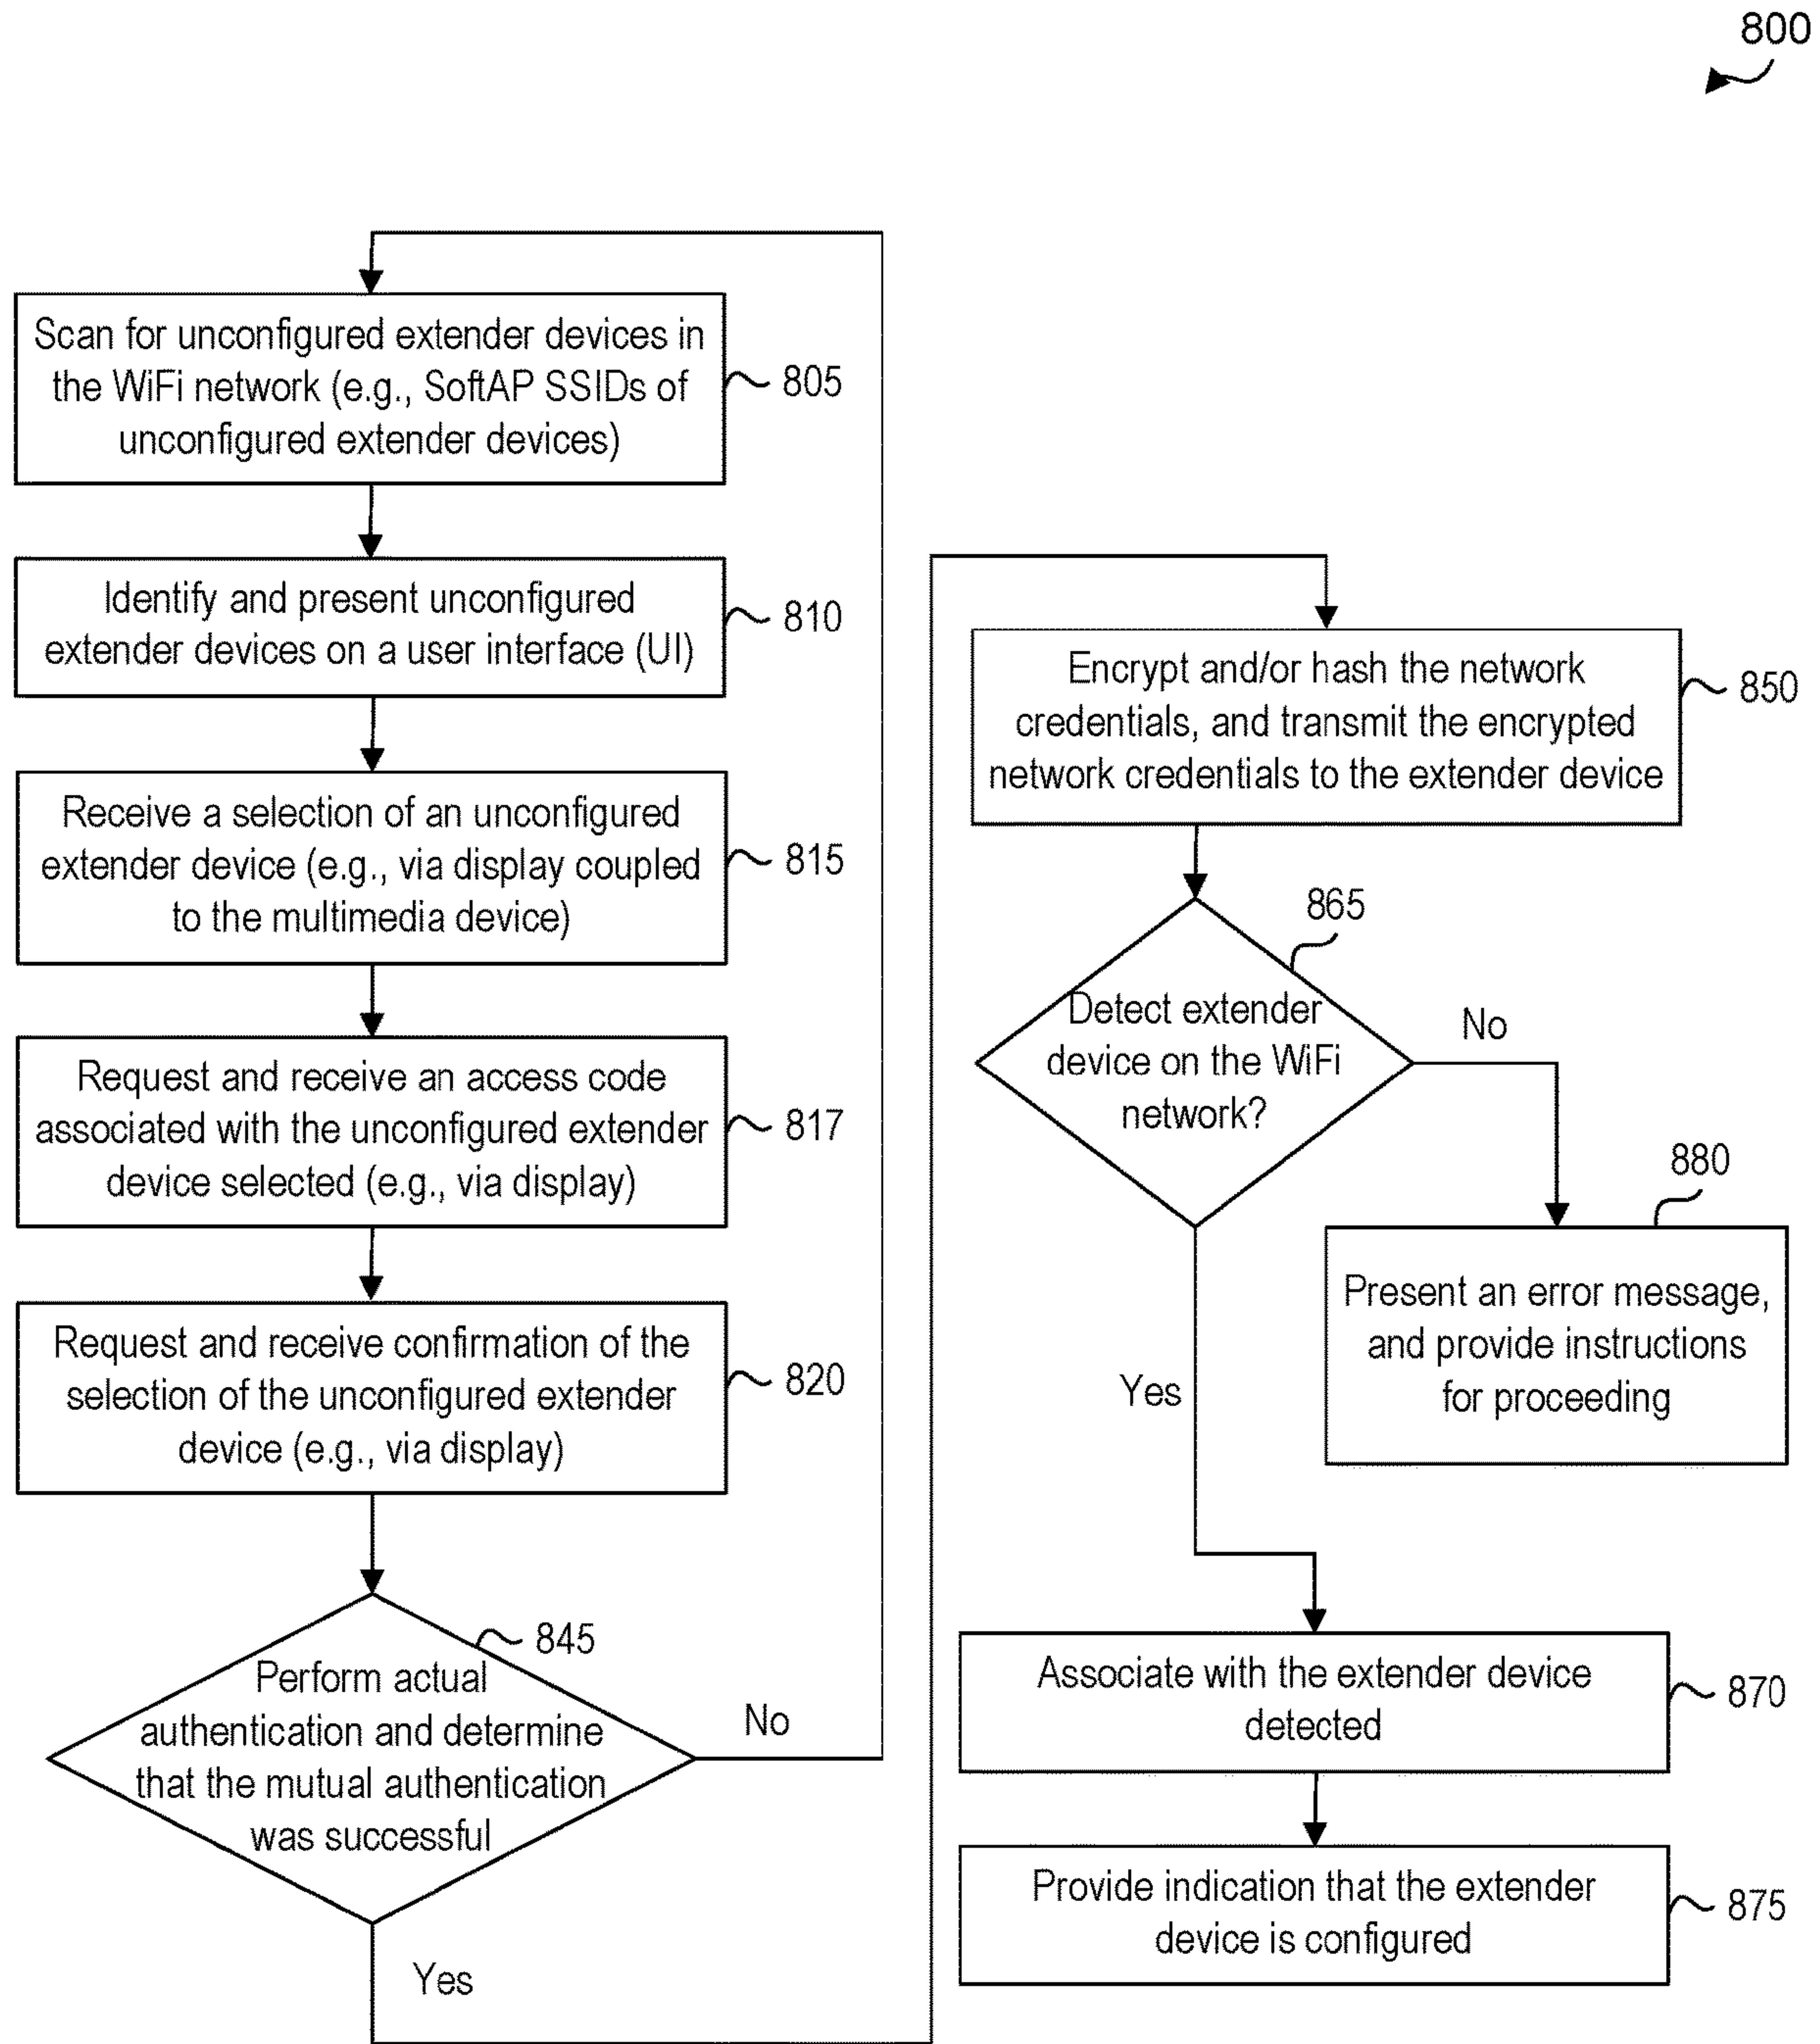 800
Scan for unconfigured extender devices in
the WiFi network (e.g., SoftAP SSIDs of
unconfigured extender devices)
805
Identify and present unconfigured
extender devices on a user interface (UI)
810
Receive a selection of an unconfigured
extender device (e.g., via display coupled
to the multimedia device)
815
Request and receive an access code
associated with the unconfigured extender
device selected (e.g., via display)
817
Request and receive confirmation of the
selection of the unconfigured extender
device (e.g., via display)
820
845
Perform actual
authentication and determine
that the mutual authentication
was successful
No
Yes
Encrypt and/or hash the network
credentials, and transmit the encrypted
network credentials to the extender device
850
865
Detect extender
device on the WiFi
network?
No
880
Present an error message,
and provide instructions
for proceeding
Yes
Associate with the extender device
detected
870
Provide indication that the extender
device is configured
875